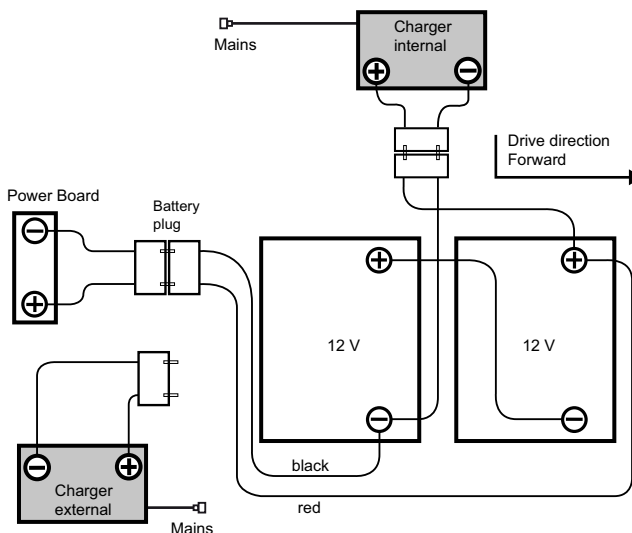 Charger
internal
Mains
Drive direction
Forward
Power Board
Battery
plug
12 V
12 V
black
red
Charger
external
Mains